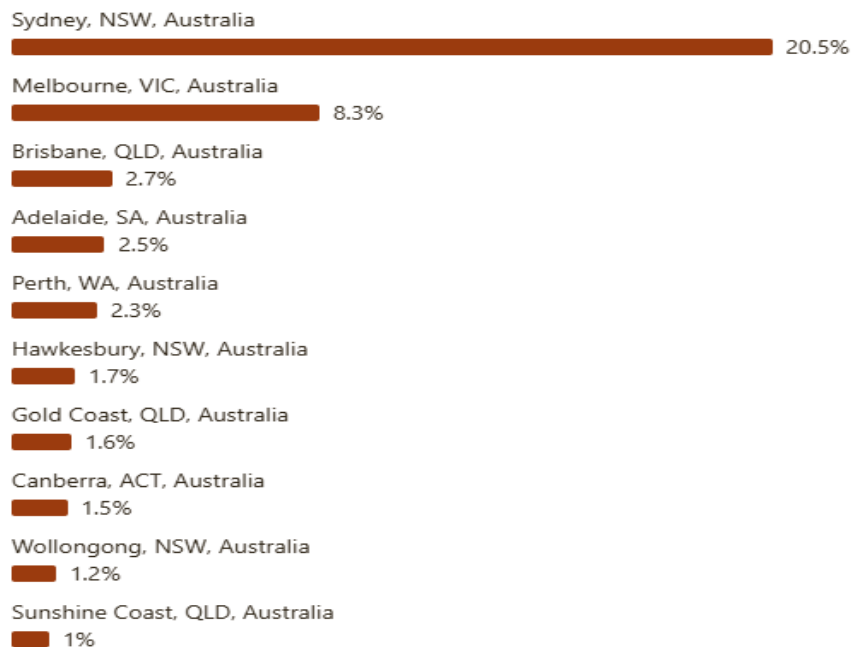 Sydney, NSW, Australia
20.5%
Melbourne, VIC, Australia
8.3%
Brisbane, QLD, Australia
2.7%
Adelaide, SA, Australia
2.5%
Perth, WA, Australia
2.3%
Hawkesbury, NSW, Australia
1.7%
Gold Coast, QLD, Australia
1.6%
Canberra, ACT, Australia
1.5%
Wollongong, NSW, Australia
1.2%
Sunshine Coast, QLD, Australia
1%